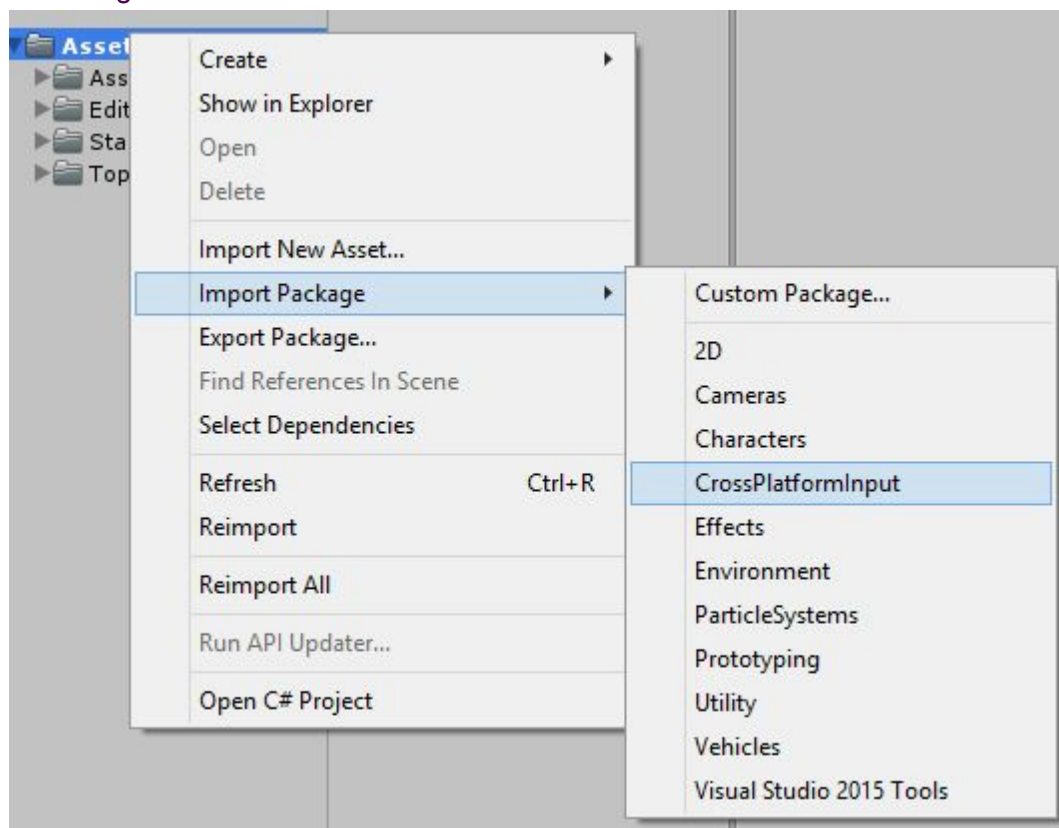 Asset
Ass
Edit
Sta
Top
Create
Show in Explorer
Open
Delete
Import New Asset...
Import Package
Export Package...
Find References In Scene
Select Dependencies
Refresh Ctrl+R
Reimport
Reimport All
Run API Updater...
Open C# Project
Custom Package...
2D
Cameras
Characters
CrossPlatformInput
Effects
Environment
ParticleSystems
Prototyping
Utility
Vehicles
Visual Studio 2015 Tools